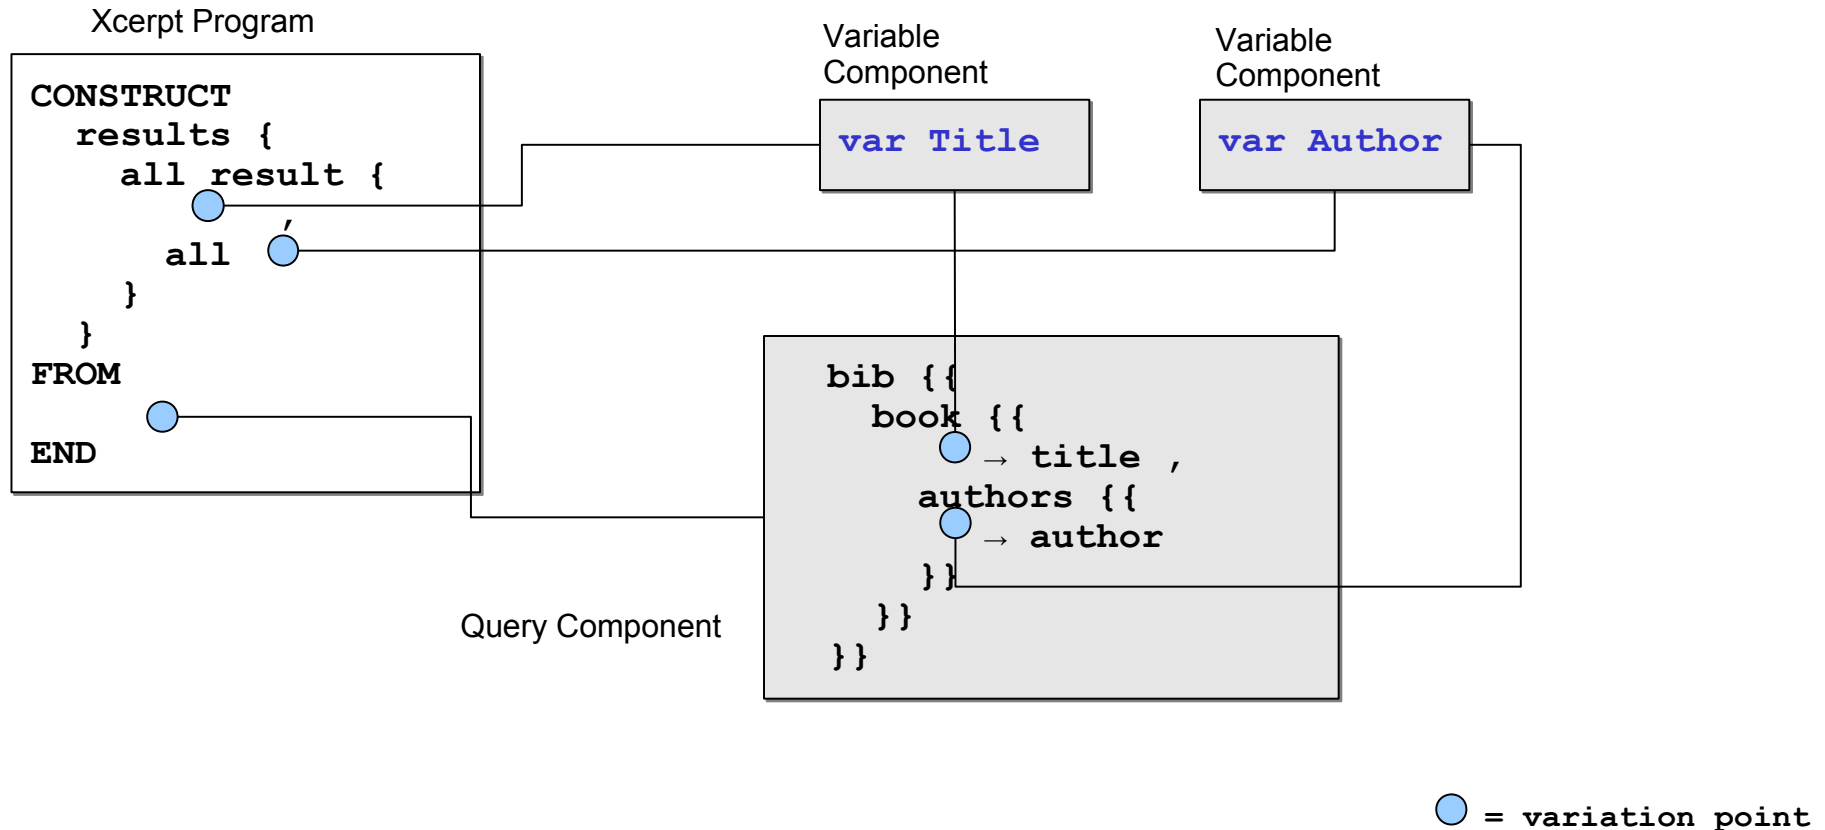 Xcerpt Program
CONSTRUCT
results {
all result {
,
all
}
}
FROM
END
Variable
Component
var Title
Variable
Component
var Author
bib {{
book {{
→ title ,
authors {{
→ author
}}
}}
}}
Query Component
= variation point